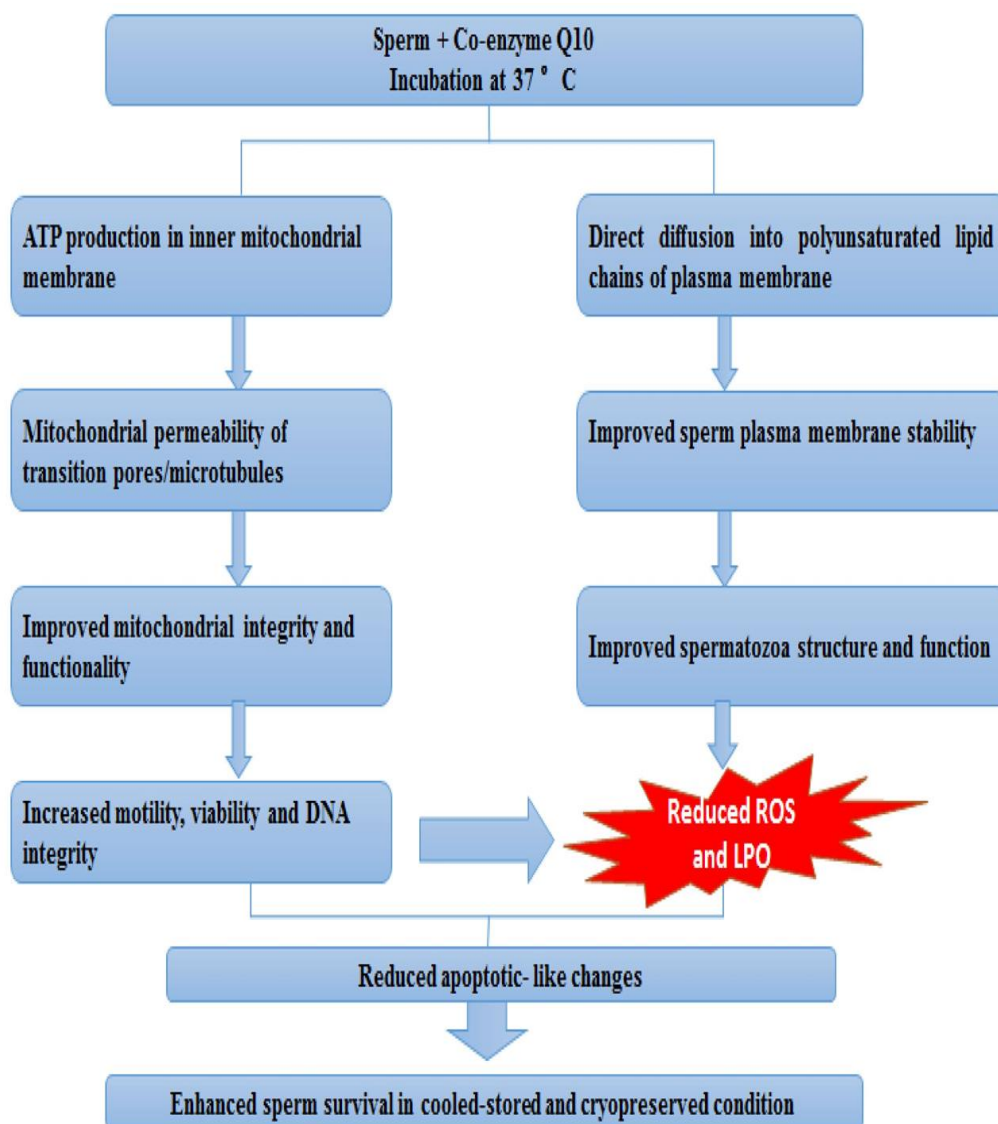 Sperm + Co-enzyme Q10
Incubation at 37 ° C
ATP production in inner mitochondrial
membrane
Direct diffusion into polyunsaturated lipid
chains of plasma membrane
Mitochondrial permeability of
transition pores/microtubules
Improved sperm plasma membrane stability
Improved mitochondrial integrity and
functionality
Improved spermatozoa structure and function
Increased motility, viability and DNA
integrity
Reduced ROS
and LPO
Reduced apoptotic- like changes
Enhanced sperm survival in cooled-stored and cryopreserved condition